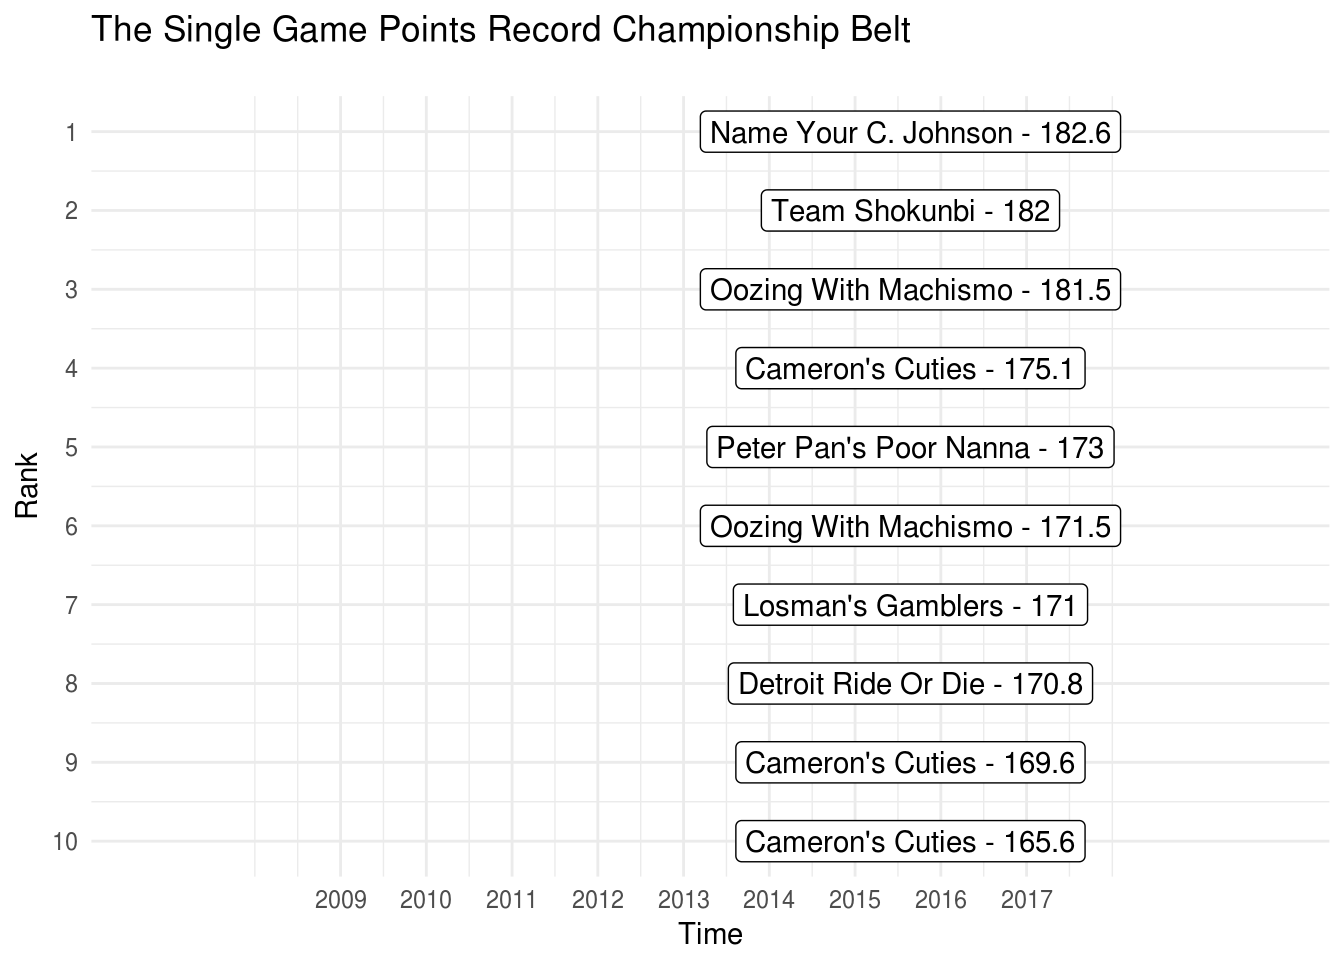 The Single Game Points Record Championship Belt
1
Name Your C. Johnson - 182.6
2
Team Shokunbi - 182
3
Oozing With Machismo - 181.5
4
Cameron's Cuties - 175.1
5
Peter Pan's Poor Nanna - 173
Rank
6
Oozing With Machismo - 171.5
7
Losman's Gamblers - 171
8
Detroit Ride Or Die - 170.8
9
Cameron's Cuties - 169.6
10
Cameron's Cuties - 165.6
2009 2010 2011 2012 2013 2014 2015 2016 2017
Time